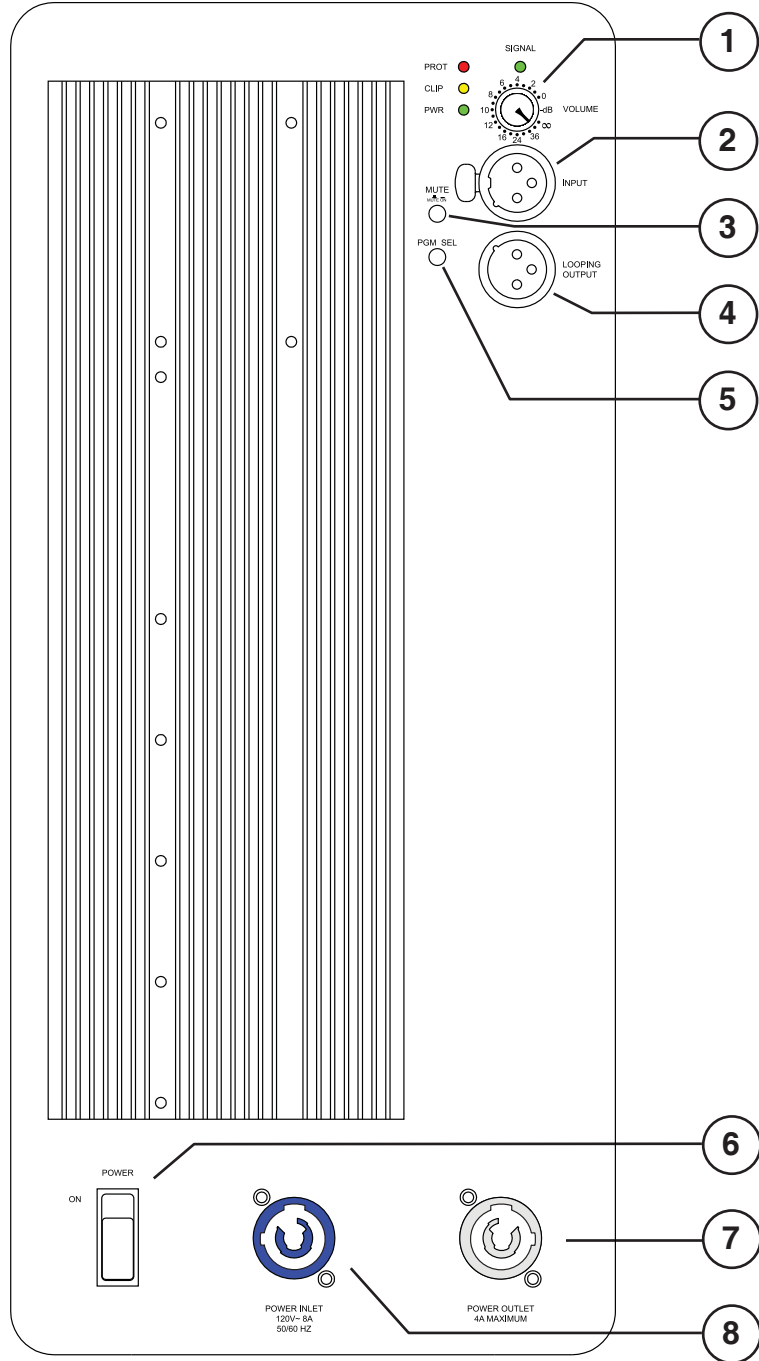 SIGNAL
PROT
CLIP
PWR
6 4 2
8 0
10 -dB
12 ∞
16 24 36
VOLUME
1
INPUT
2
MUTE
MUTE ON
3
PGM SEL
LOOPING
OUTPUT
4
5
POWER
ON
6
POWER INLET
120V~ 8A
50/60 HZ
POWER OUTLET
4A MAXIMUM
7
8